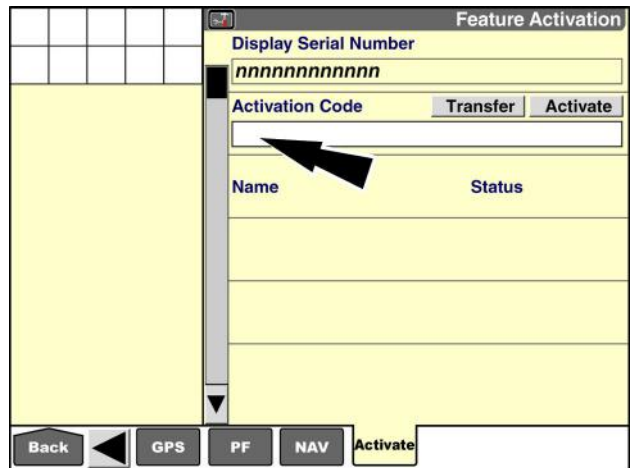 Feature Activation
Display Serial Number
nnnnnnnnnnnn
Activation Code Transfer Activate
Name Status
Back GPS PF NAV Activate